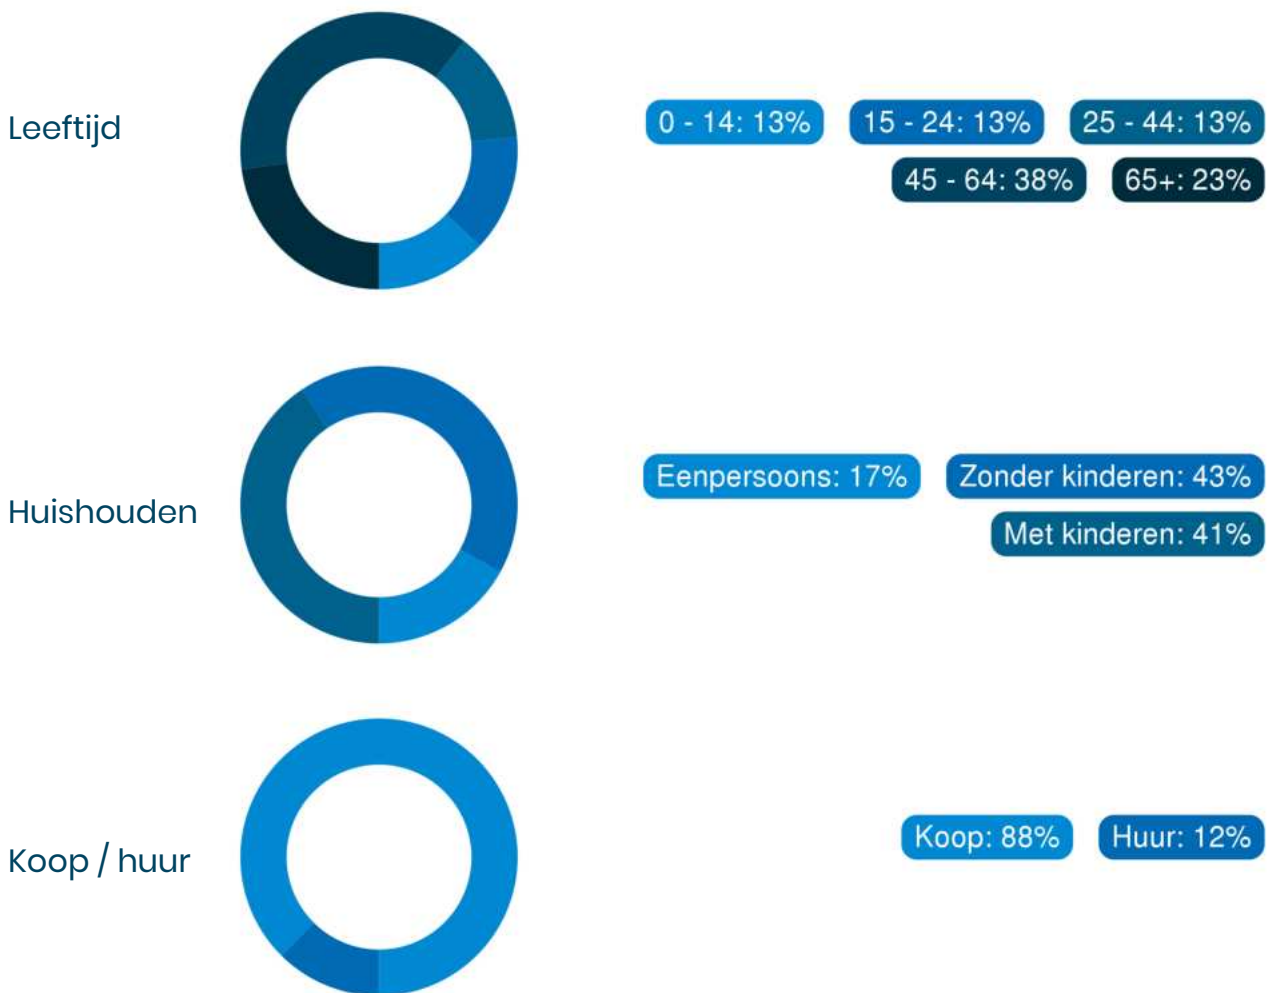 Leeftijd
0 - 14: 13% 15 - 24: 13% 25 - 44: 13%
45 - 64: 38% 65+: 23%
Huishouden
Eenpersoons: 17% Zonder kinderen: 43%
Met kinderen: 41%
Koop / huur
Koop: 88% Huur: 12%